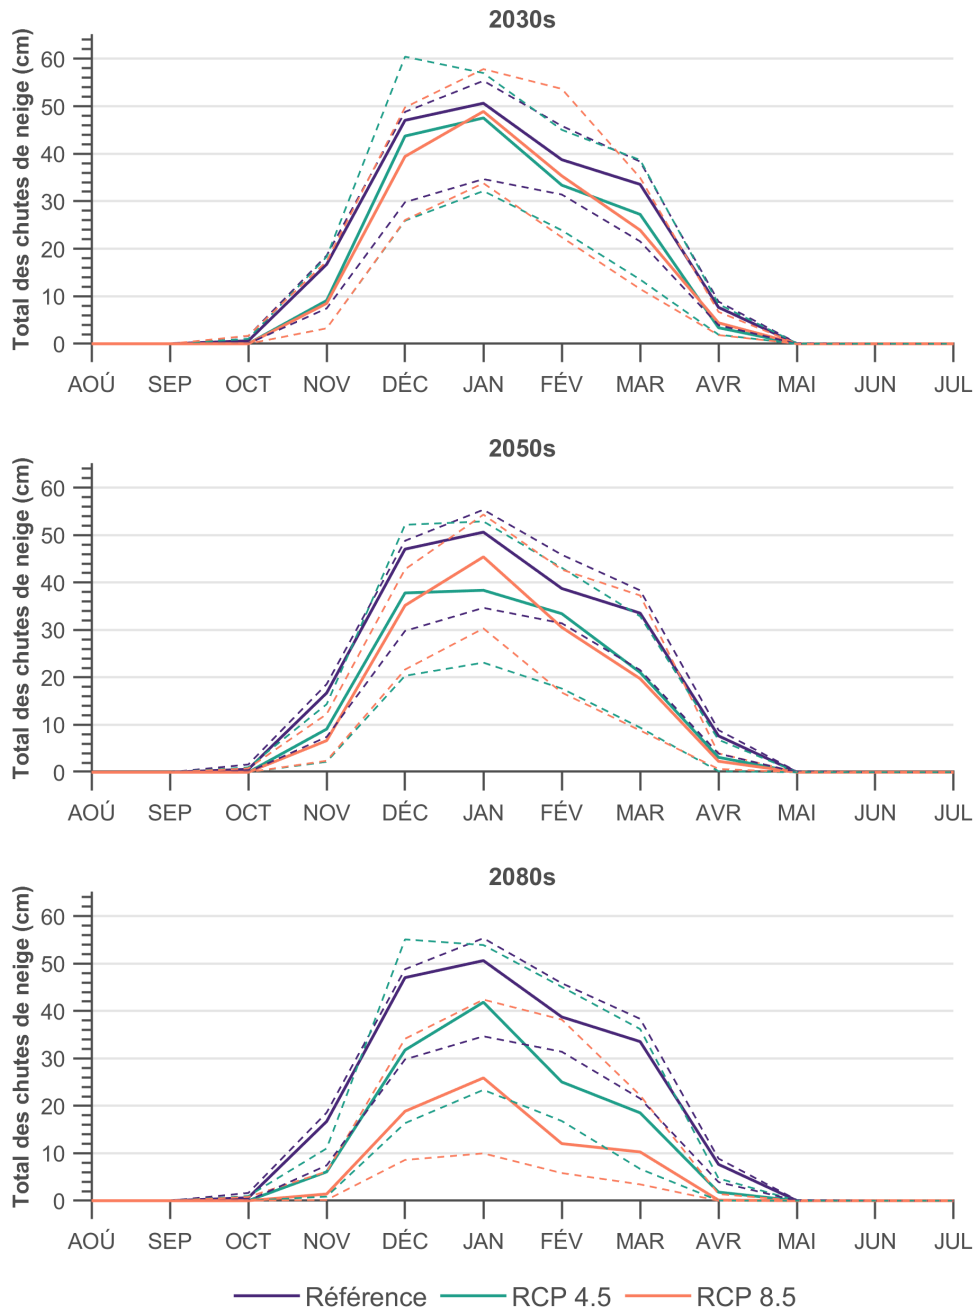 2030s
Total des chutes de neige (cm)
60
50
40
30
20
10
0
AOÚ SEP OCT NOV DÉC JAN FÉV MAR AVR MAI JUN JUL
2050s
Total des chutes de neige (cm)
60
50
40
30
20
10
0
AOÚ SEP OCT NOV DÉC JAN FÉV MAR AVR MAI JUN JUL
2080s
Total des chutes de neige (cm)
60
50
40
30
20
10
0
AOÚ SEP OCT NOV DÉC JAN FÉV MAR AVR MAI JUN JUL
Référence RCP 4.5 RCP 8.5